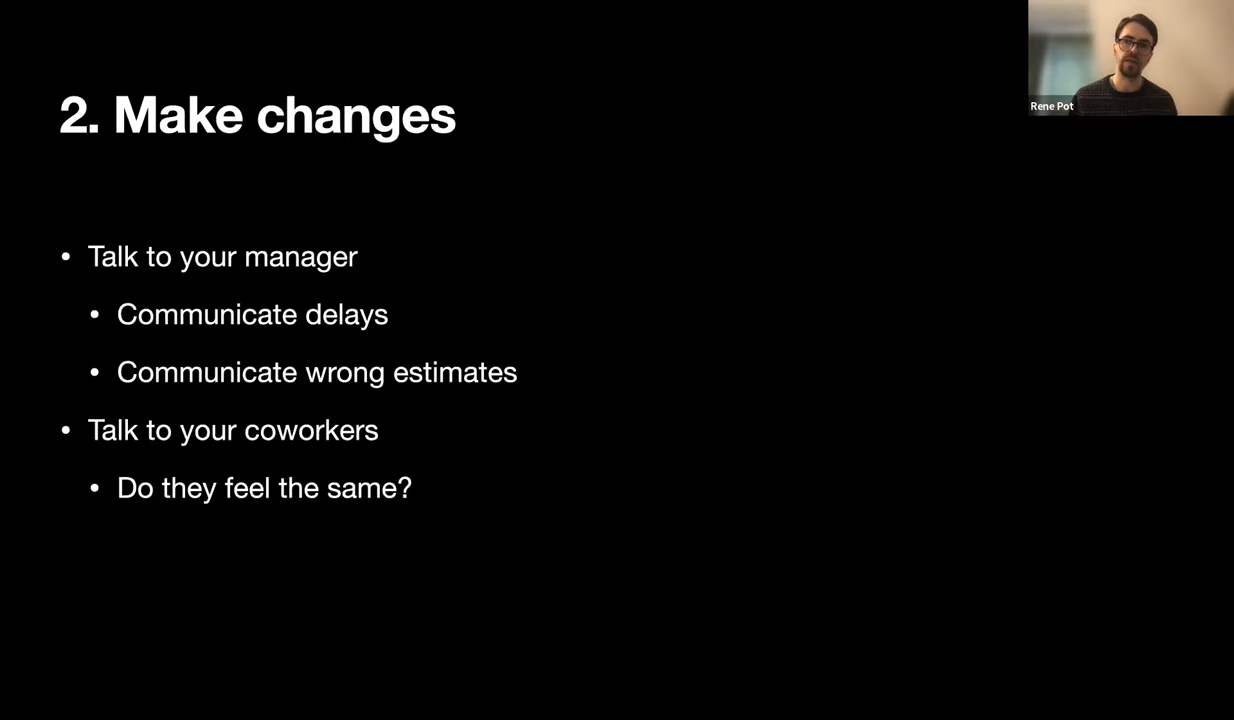 2. Make changes
Rene Pot
• Talk to your manager
• Communicate delays
• Communicate wrong estimates
• Talk to your coworkers
• Do they feel the same?